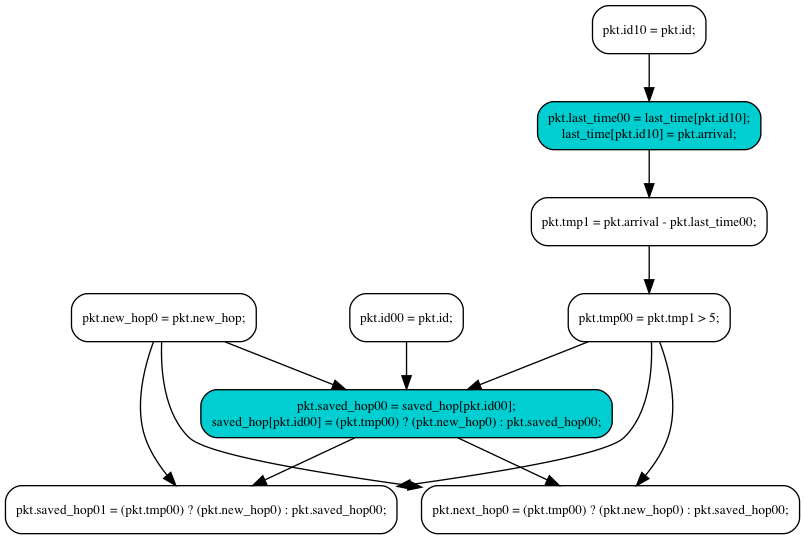 pkt.id10 = pkt.id;
pkt.last_time00 = last_time[pkt.id10];
last_time[pkt.id10] = pkt.arrival;
pkt.tmp1 = pkt.arrival - pkt.last_time00;
pkt.new_hop0 = pkt.new_hop;
pkt.id00 = pkt.id;
pkt.tmp00 = pkt.tmp1 > 5;
pkt.saved_hop00 = saved_hop[pkt.id00];
saved_hop[pkt.id00] = (pkt.tmp00) ? (pkt.new_hop0) : pkt.saved_hop00;
pkt.saved_hop01 = (pkt.tmp00) ? (pkt.new_hop0) : pkt.saved_hop00;
pkt.next_hop0 = (pkt.tmp00) ? (pkt.new_hop0) : pkt.saved_hop00;